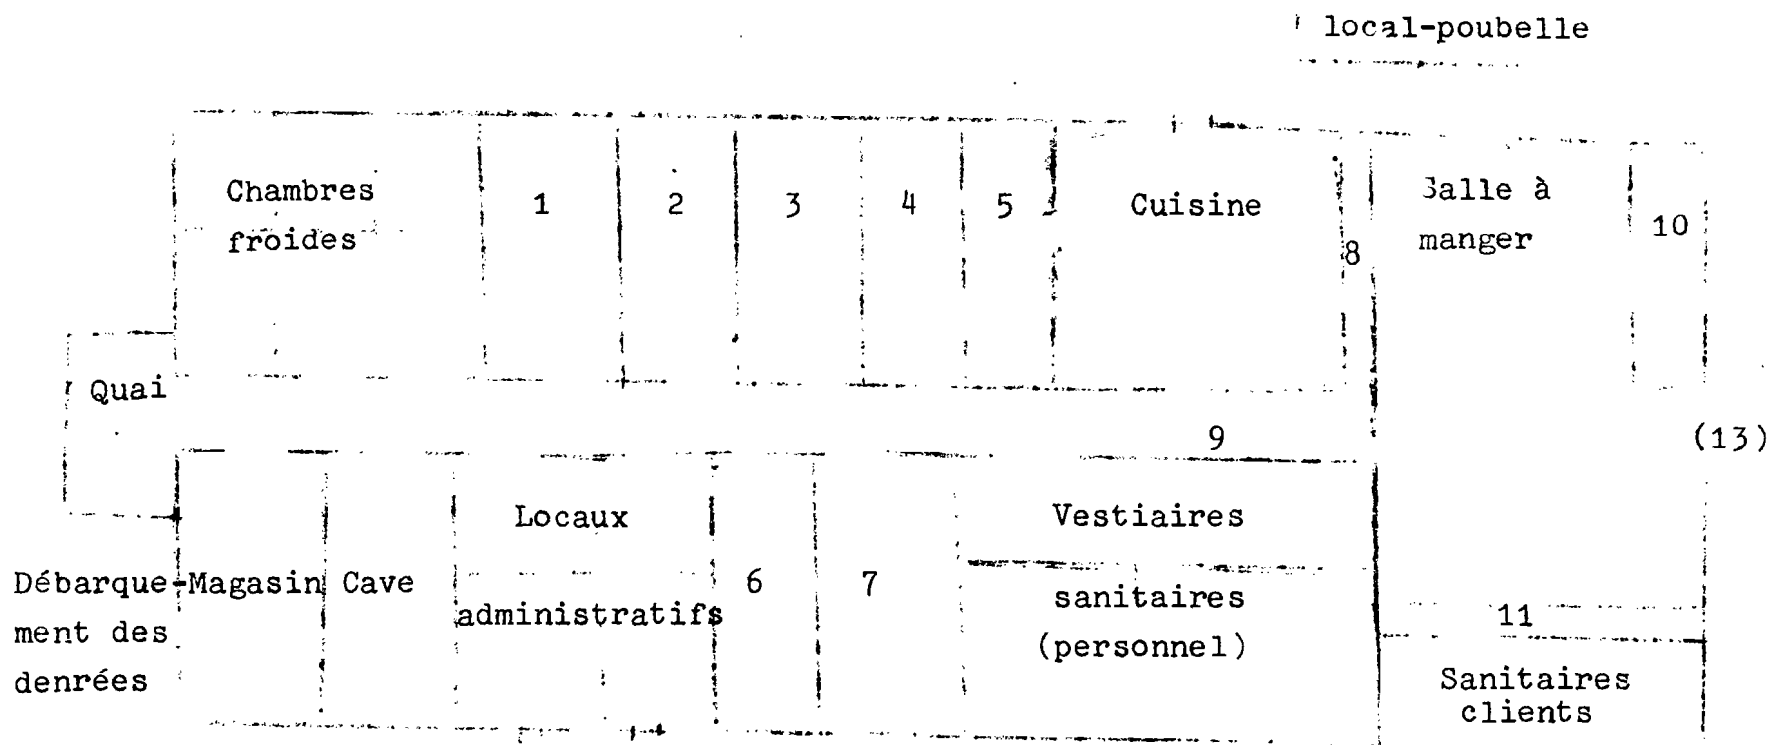 local-poubelle
Chambres
froides
1
2
3
4
5
Cuisine
8
Salle à
manger
10
Quai
9
(13)
Débarque-
ment des
denrées
Magasin
Cave
Locaux
administratifs
6
7
Vestiaires
sanitaires
(personnel)
11
Sanitaires
clients